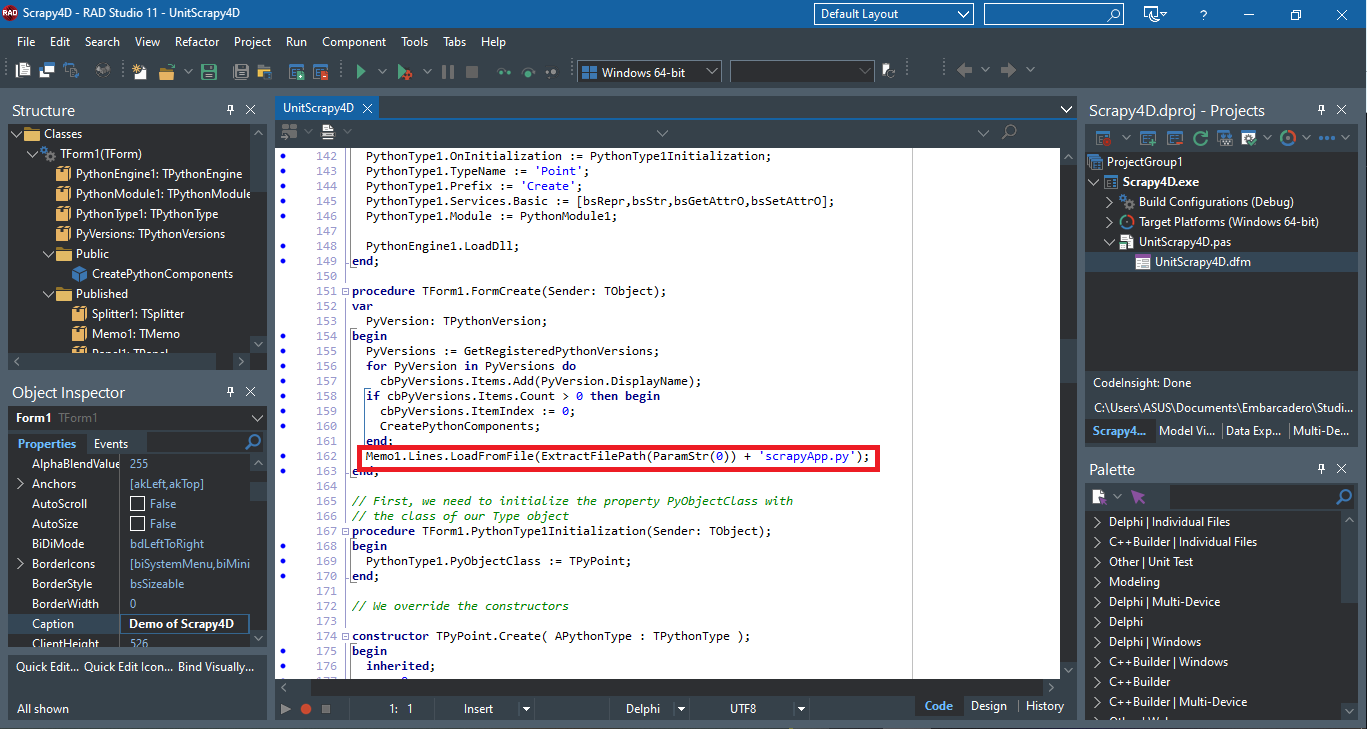 RAD Scrapy4D - RAD Studio 11 - UnitScrapy4D
Default Layout
?
File Edit Search View Refactor Project Run Component Tools Tabs Help
Windows 64-bit
Structure
Classes
TForm1(TForm)
PythonEngine1: TPythonEngine
PythonModule1: TPythonModule
PythonType1: TPythonType
PyVersions: TPythonVersions
Public
CreatePythonComponents
Published
Splitter1: TSplitter
Memo1: TMemo
Panel1: TPanel
Object Inspector
Form1 TForm1
Properties Events
AlphaBlendValue 255
Anchors [akLeft,akTop]
AutoScroll False
AutoSize False
BiDiMode bdLeftToRight
BorderIcons [biSystemMenu,biMini
BorderStyle bsSizeable
BorderWidth 0
Caption Demo of Scrapy4D
ClientHeight 526
Quick Edit... Quick Edit Icon... Bind Visually...
All shown
UnitScrapy4D
142 PythonType1.OnInitialization := PythonType1Initialization;
143 PythonType1.TypeName := 'Point';
144 PythonType1.Prefix := 'Create';
145 PythonType1.Services.Basic := [bsRepr,bsStr,bsGetAttrO,bsSetAttrO];
146 PythonType1.Module := PythonModule1;
147
148 PythonEngine1.LoadDll;
149 end;
150
151 procedure TForm1.FormCreate(Sender: TObject);
152 var
153 PyVersion: TPythonVersion;
154 begin
155 PyVersions := GetRegisteredPythonVersions;
156 for PyVersion in PyVersions do
157 cbPyVersions.Items.Add(PyVersion.DisplayName);
158 if cbPyVersions.Items.Count > 0 then begin
159 cbPyVersions.ItemIndex := 0;
160 CreatePythonComponents;
161 end;
162 Memo1.Lines.LoadFromFile(ExtractFilePath(ParamStr(0)) + 'scrapyApp.py');
163 end;
164
165 // First, we need to initialize the property PyObjectClass with
166 // the class of our Type object
167 procedure TForm1.PythonType1Initialization(Sender: TObject);
168 begin
169 PythonType1.PyObjectClass := TPyPoint;
170 end;
171
172 // We override the constructors
173
174 constructor TPyPoint.Create( APythonType : TPythonType );
175 begin
176 inherited;
177
1: 1 Insert Delphi UTF8 Code Design History
Scrapy4D.dproj - Projects
ProjectGroup1
Scrapy4D.exe
Build Configurations (Debug)
Target Platforms (Windows 64-bit)
UnitScrapy4D.pas
UnitScrapy4D.dfm
CodeInsight: Done
C:\Users\ASUS\Documents\Embarcadero\Studi...
Scrapy4... Model Vi... Data Exp... Multi-De...
Palette
Delphi | Individual Files
C++Builder | Individual Files
Other | Unit Test
Modeling
Delphi | Multi-Device
Delphi
Delphi | Windows
C++Builder | Windows
C++Builder
C++Builder | Multi-Device